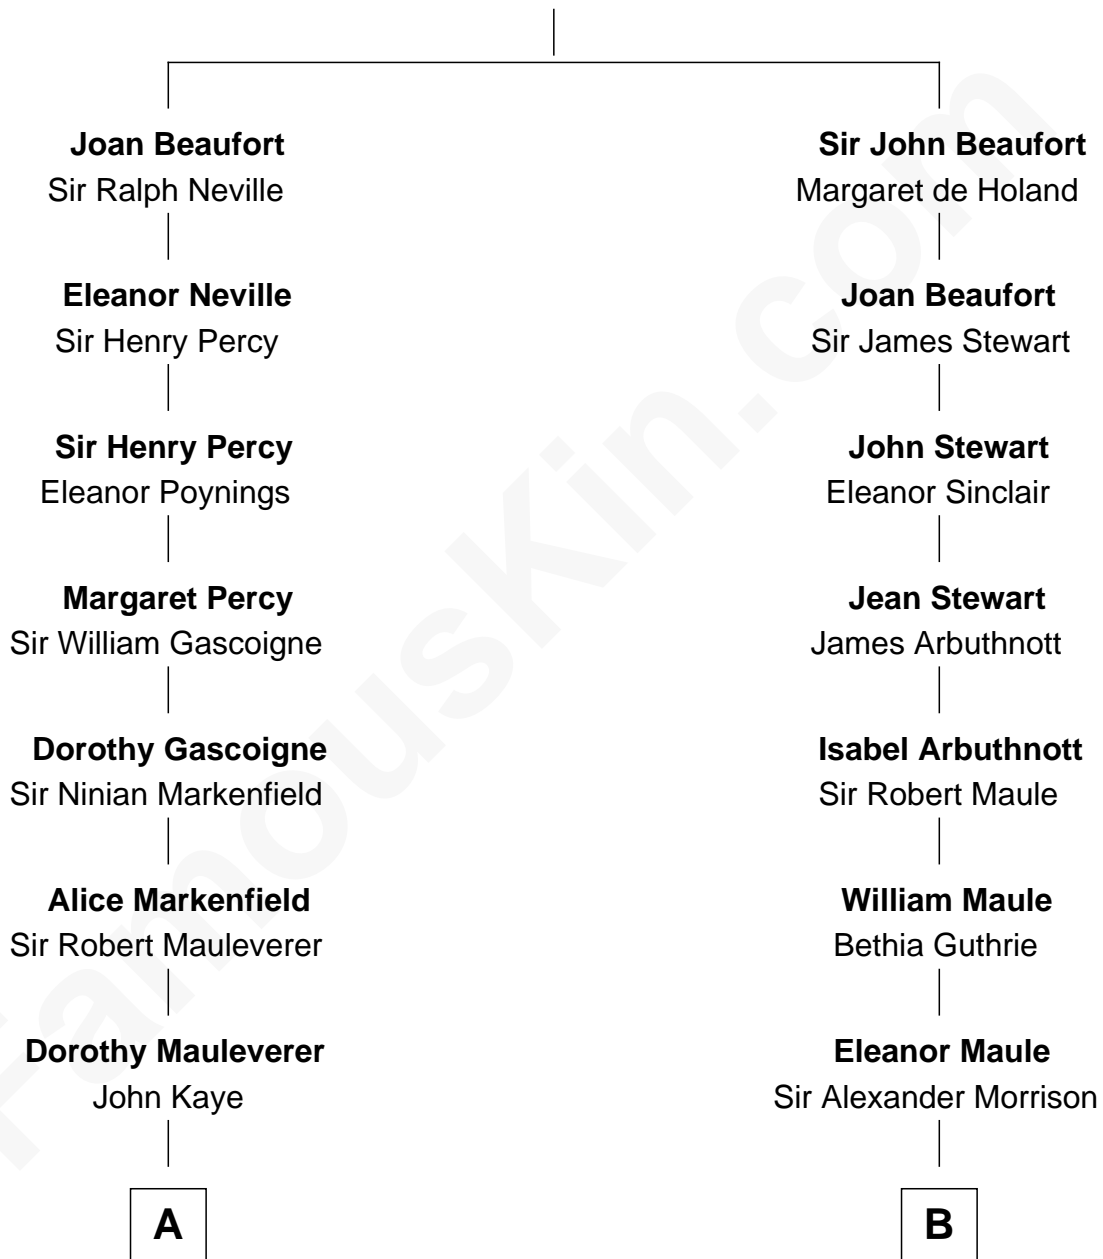 Joan Beaufort
Sir Ralph Neville
Eleanor Neville
Sir Henry Percy
Sir Henry Percy
Eleanor Poynings
Margaret Percy
Sir William Gascoigne
Dorothy Gascoigne
Sir Ninian Markenfield
Alice Markenfield
Sir Robert Mauleverer
Dorothy Mauleverer
John Kaye
A
Sir John Beaufort
Margaret de Holand
Joan Beaufort
Sir James Stewart
John Stewart
Eleanor Sinclair
Jean Stewart
James Arbuthnott
Isabel Arbuthnott
Sir Robert Maule
William Maule
Bethia Guthrie
Eleanor Maule
Sir Alexander Morrison
B
FamousKin.com